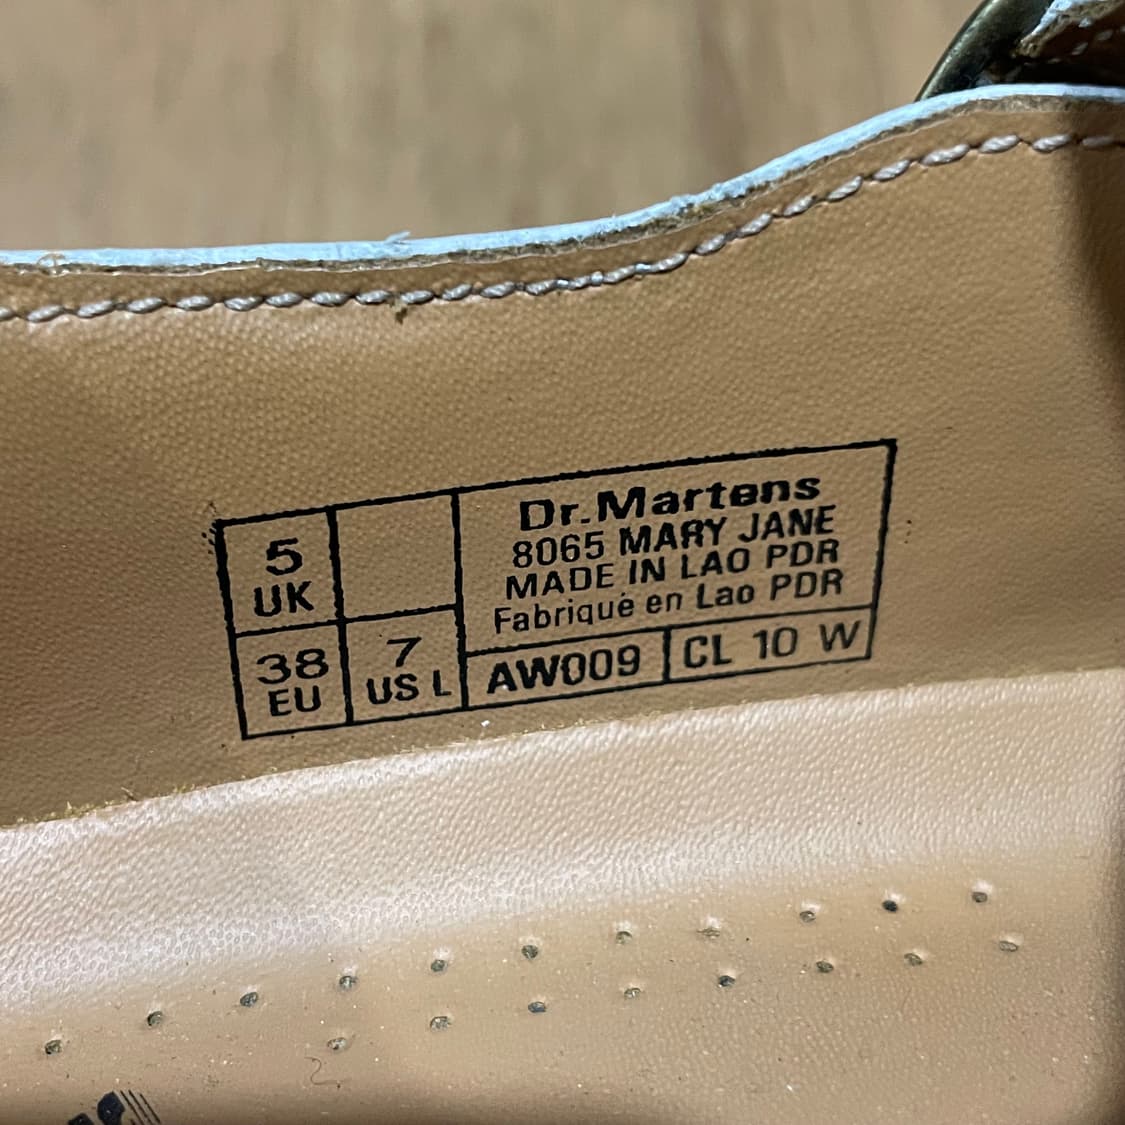 5
UK
38
EU
7
US L
Dr.Martens
8065 MARY JANE
MADE IN LAO PDR
Fabriqué en Lao PDR
AW009
CL 10 W